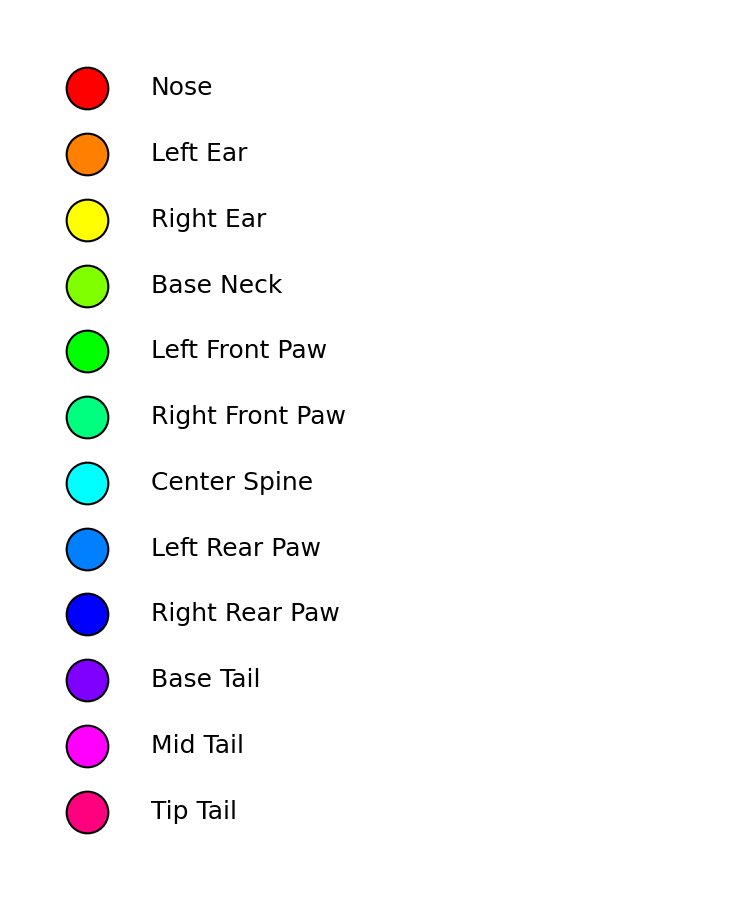 Nose
Left Ear
Right Ear
Base Neck
Left Front Paw
Right Front Paw
Center Spine
Left Rear Paw
Right Rear Paw
Base Tail
Mid Tail
Tip Tail